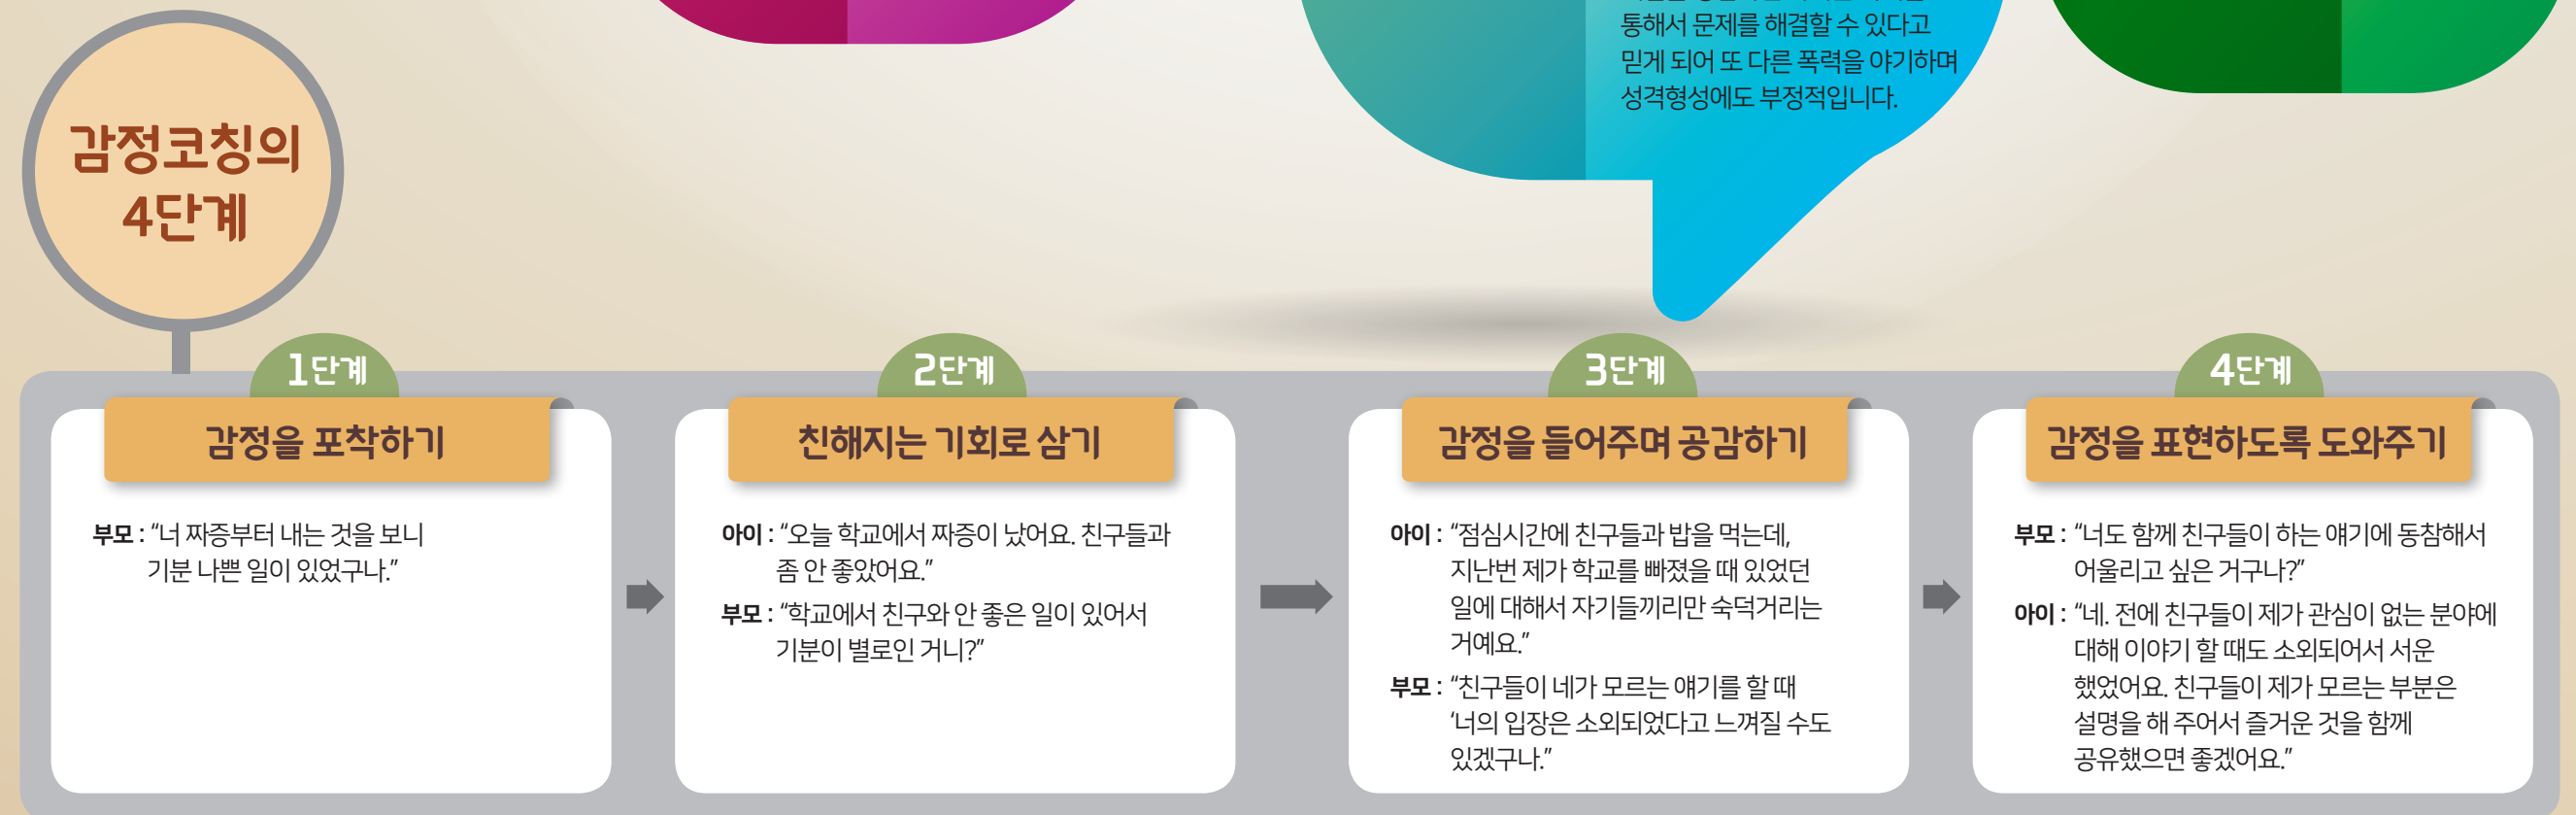 통해서 문제를 해결할 수 있다고
믿게 되어 또 다른 폭력을 야기하며
성격형성에도 부정적입니다.
감정코칭의
4단계
1단계
감정을 포착하기
부모 : “너 짜증부터 내는 것을 보니
기분 나쁜 일이 있었구나.”
2단계
친해지는 기회로 삼기
아이 : “오늘 학교에서 짜증이 났어요. 친구들과
좀 안 좋았어요.”
부모 : “학교에서 친구와 안 좋은 일이 있어서
기분이 별로인 거니?”
3단계
감정을 들어주며 공감하기
아이 : “점심시간에 친구들과 밥을 먹는데,
지난번 제가 학교를 빠졌을 때 있었던
일에 대해서 자기들끼리만 숙덕거리는
거예요.”
부모 : “친구들이 네가 모르는 얘기를 할 때
‘너의 입장은 소외되었다고 느껴질 수도
있겠구나.”
4단계
감정을 표현하도록 도와주기
부모 : “너도 함께 친구들이 하는 얘기에 동참해서
어울리고 싶은 거구나?”
아이 : “네. 전에 친구들이 제가 관심이 없는 분야에
대해 이야기 할 때도 소외되어서 서운
했었어요. 친구들이 제가 모르는 부분은
설명을 해 주어서 즐거운 것을 함께
공유했으면 좋겠어요.”